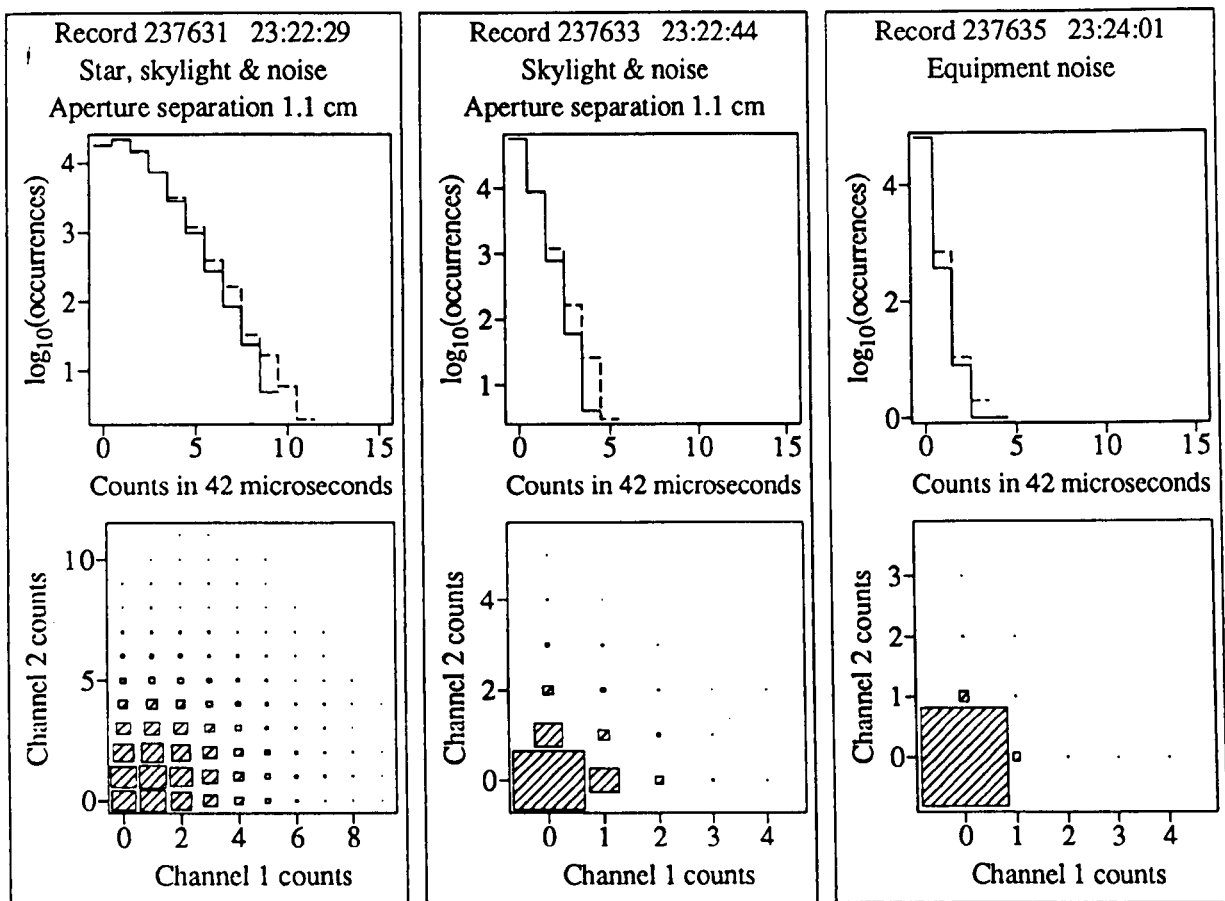 Record 237631 23:22:29
Star, skylight & noise
Aperture separation 1.1 cm
log10(occurrences)
4
3
2
1
0 5 10 15
Counts in 42 microseconds
Channel 2 counts
10
5
0
0 2 4 6 8
Channel 1 counts
Record 237633 23:22:44
Skylight & noise
Aperture separation 1.1 cm
log10(occurrences)
4
3
2
1
0 5 10 15
Counts in 42 microseconds
Channel 2 counts
4
2
0
0 1 2 3 4
Channel 1 counts
Record 237635 23:24:01
Equipment noise
log10(occurrences)
4
2
0
0 5 10 15
Counts in 42 microseconds
Channel 2 counts
3
2
1
0
0 1 2 3 4
Channel 1 counts